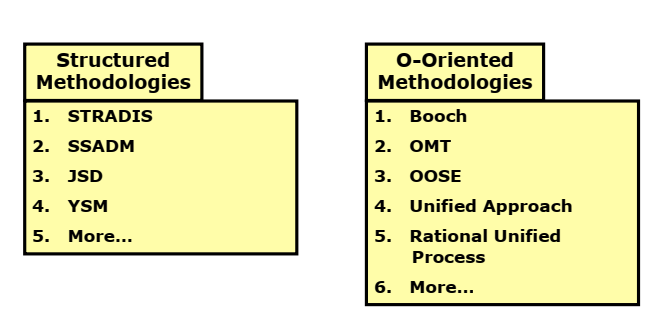 Structured
Methodologies
1. STRADIS
2. SSADM
3. JSD
4. YSM
5. More...
O-Oriented
Methodologies
1. Booch
2. OMT
3. OOSE
4. Unified Approach
5. Rational Unified
Process
6. More...